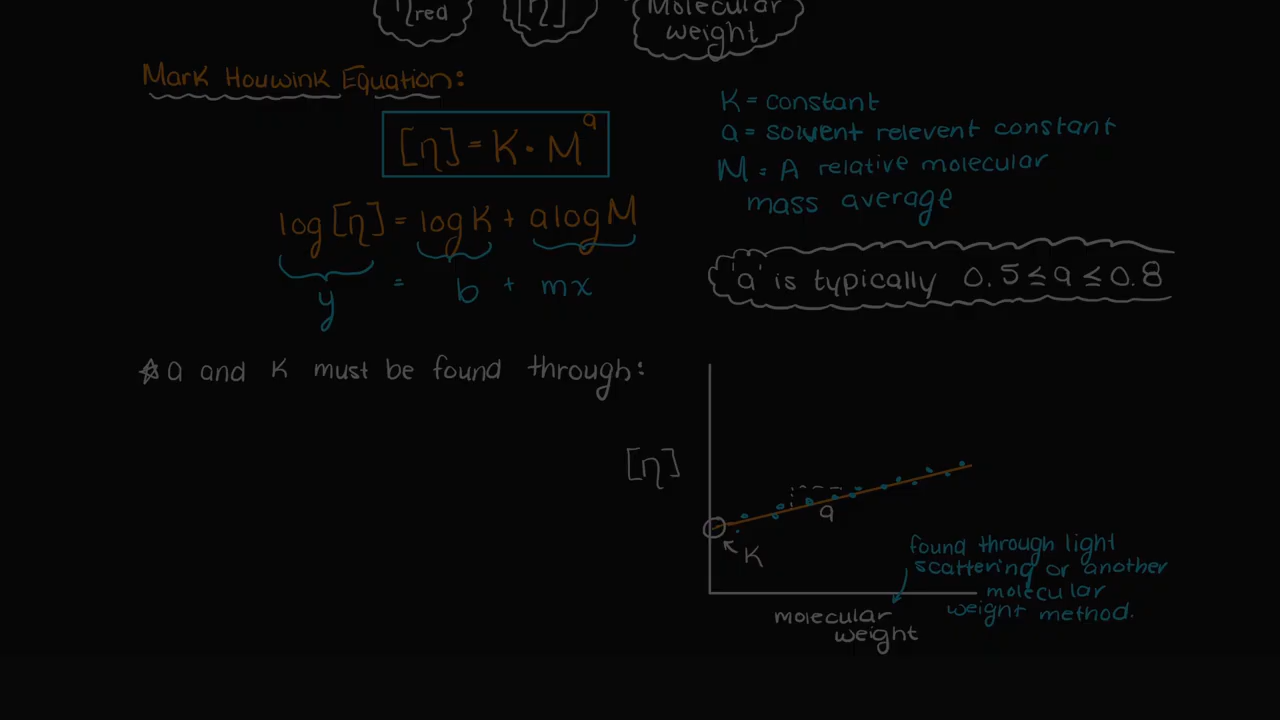 ηred
[η]
Molecular
weight
Mark Houwink Equation:
[η] = K · M^a
log [η] = log K + a log M
y = b + mx
K = constant
a = solvent relevent constant
M = A relative molecular
mass average
'a' is typically 0.5 ≤ a ≤ 0.8
☆ a and K must be found through:
[η]
a
K
found through light
scattering or another
molecular
weight method.
molecular
weight